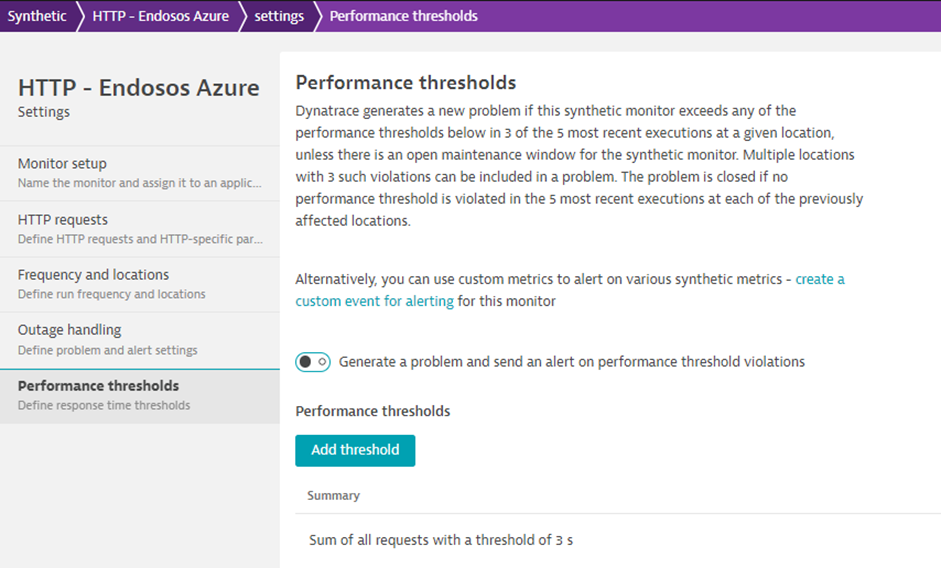 Synthetic
HTTP - Endosos Azure
settings
Performance thresholds
HTTP - Endosos Azure
Settings
Monitor setup
Name the monitor and assign it to an applic...
HTTP requests
Define HTTP requests and HTTP-specific par...
Frequency and locations
Define run frequency and locations
Outage handling
Define problem and alert settings
Performance thresholds
Define response time thresholds
Performance thresholds
Dynatrace generates a new problem if this synthetic monitor exceeds any of the
performance thresholds below in 3 of the 5 most recent executions at a given location,
unless there is an open maintenance window for the synthetic monitor. Multiple locations
with 3 such violations can be included in a problem. The problem is closed if no
performance threshold is violated in the 5 most recent executions at each of the previously
affected locations.
Alternatively, you can use custom metrics to alert on various synthetic metrics - create a
custom event for alerting for this monitor
Generate a problem and send an alert on performance threshold violations
Performance thresholds
Add threshold
Summary
Sum of all requests with a threshold of 3 s